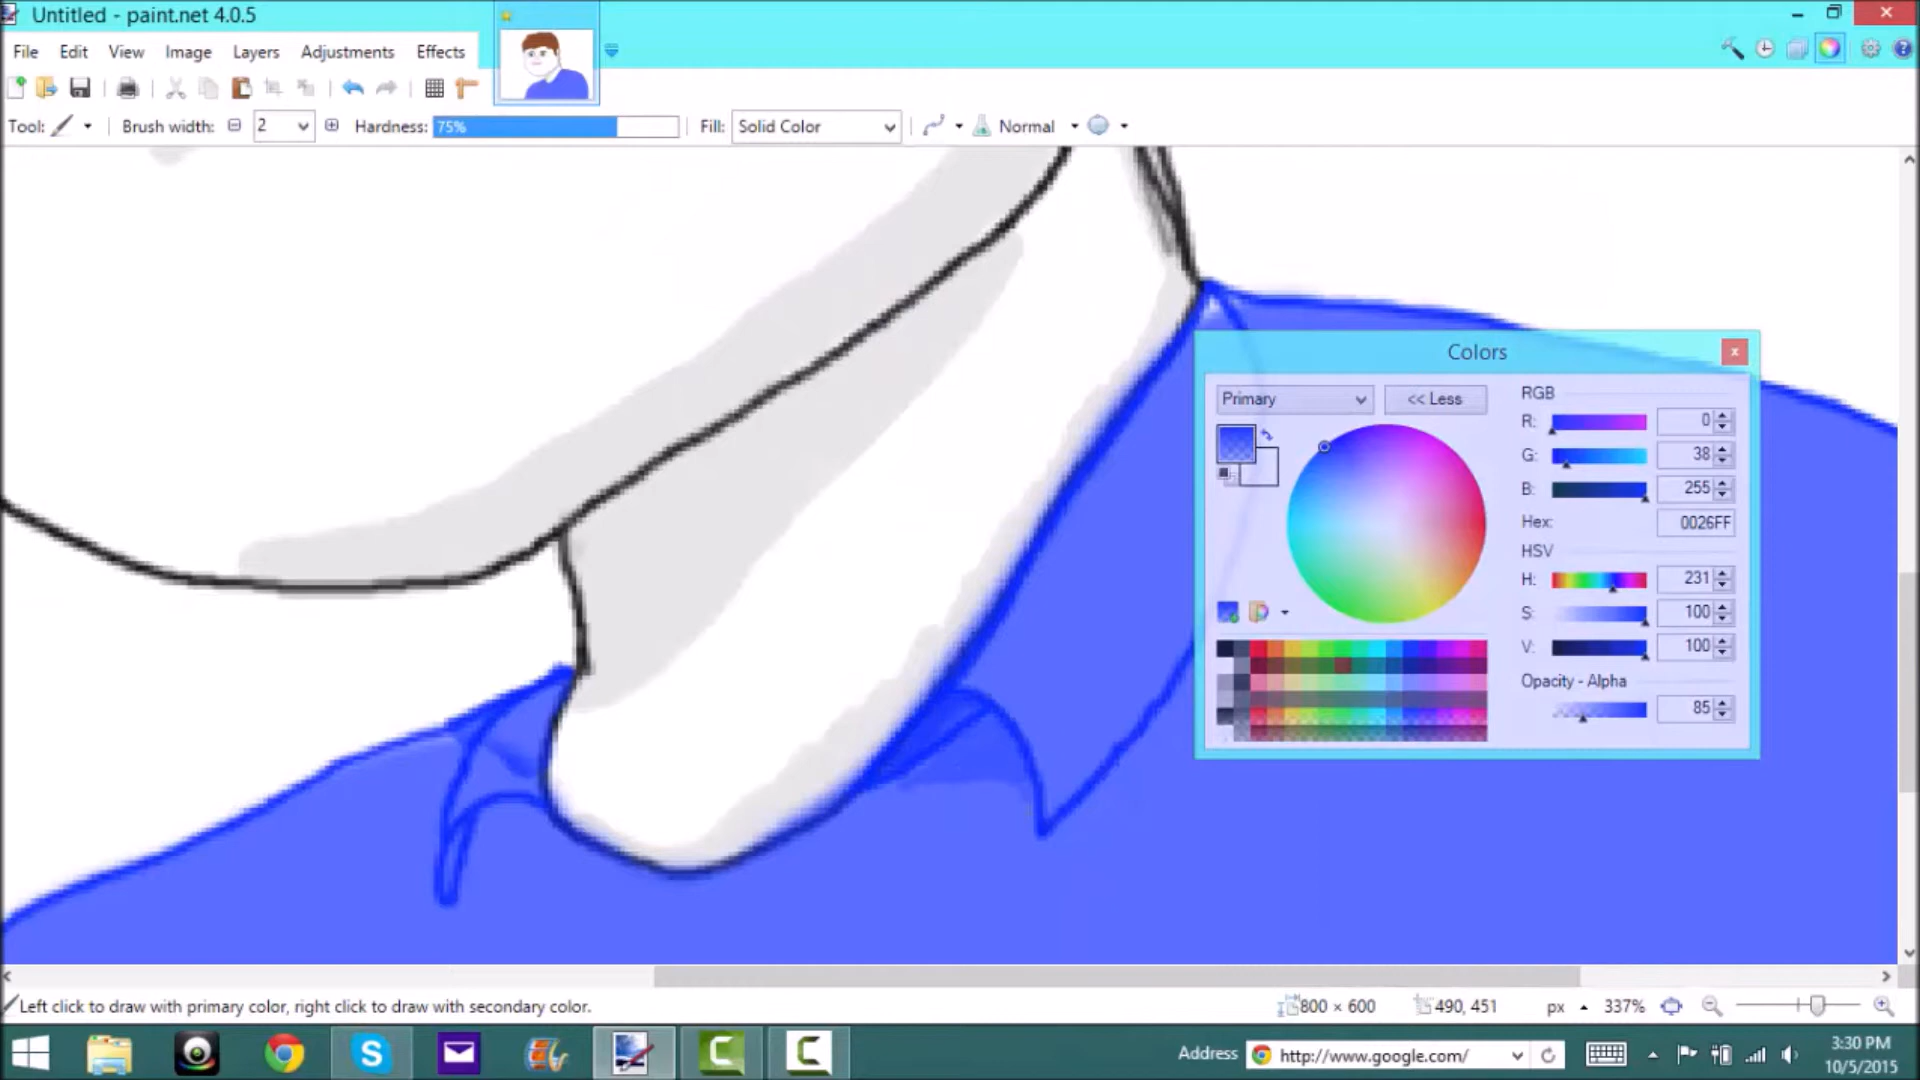 Untitled - paint.net 4.0.5
File Edit View Image Layers Adjustments Effects
Tool: Brush width: 2 Hardness: 75% Fill: Solid Color Normal
Colors
Primary << Less
RGB
R: 0
G: 38
B: 255
Hex: 0026FF
HSV
H: 231
S: 100
V: 100
Opacity - Alpha
85
Left click to draw with primary color, right click to draw with secondary color. 800 × 600 490, 451 px 337%
Address http://www.google.com/ 3:30 PM
10/5/2015